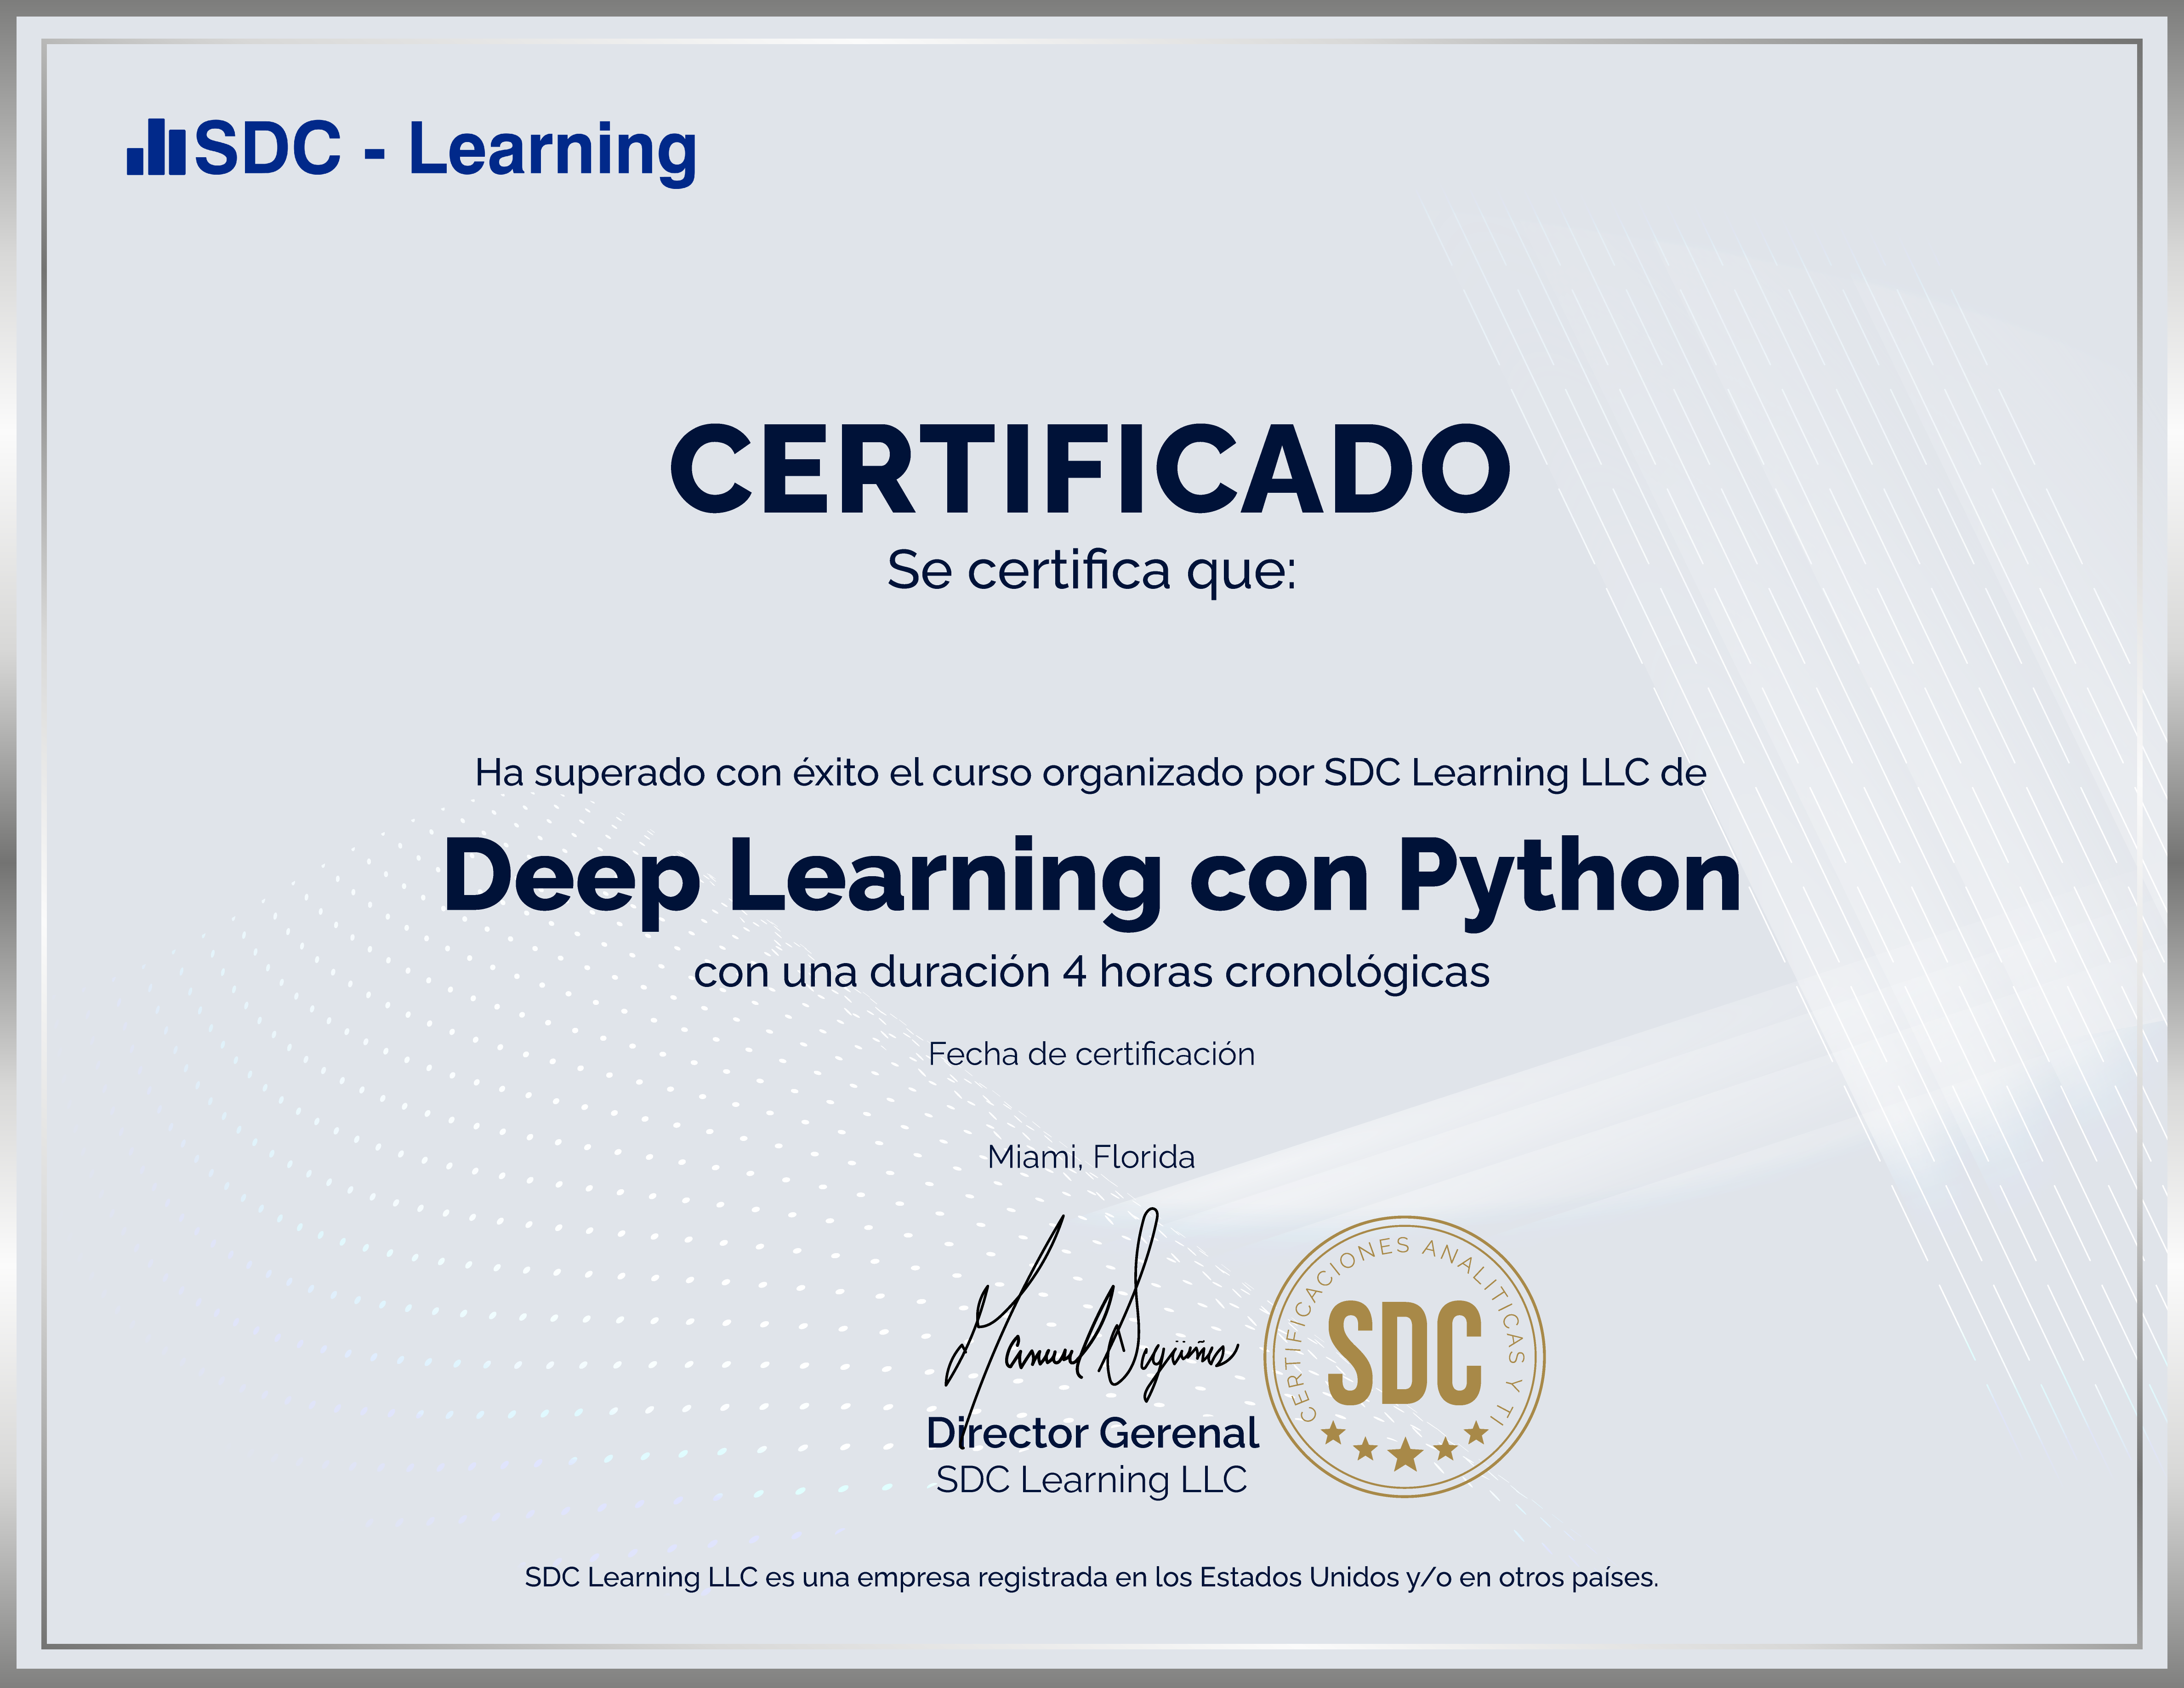 SDC - Learning
CERTIFICADO
Se certifica que:
Ha superado con éxito el curso organizado por SDC Learning LLC de
Deep Learning con Python
con una duración 4 horas cronológicas
Fecha de certificación
Miami, Florida
Director Gerenal
SDC Learning LLC
CERTIFICACIONES ANALITICAS Y TI
SDC
SDC Learning LLC es una empresa registrada en los Estados Unidos y/o en otros países.